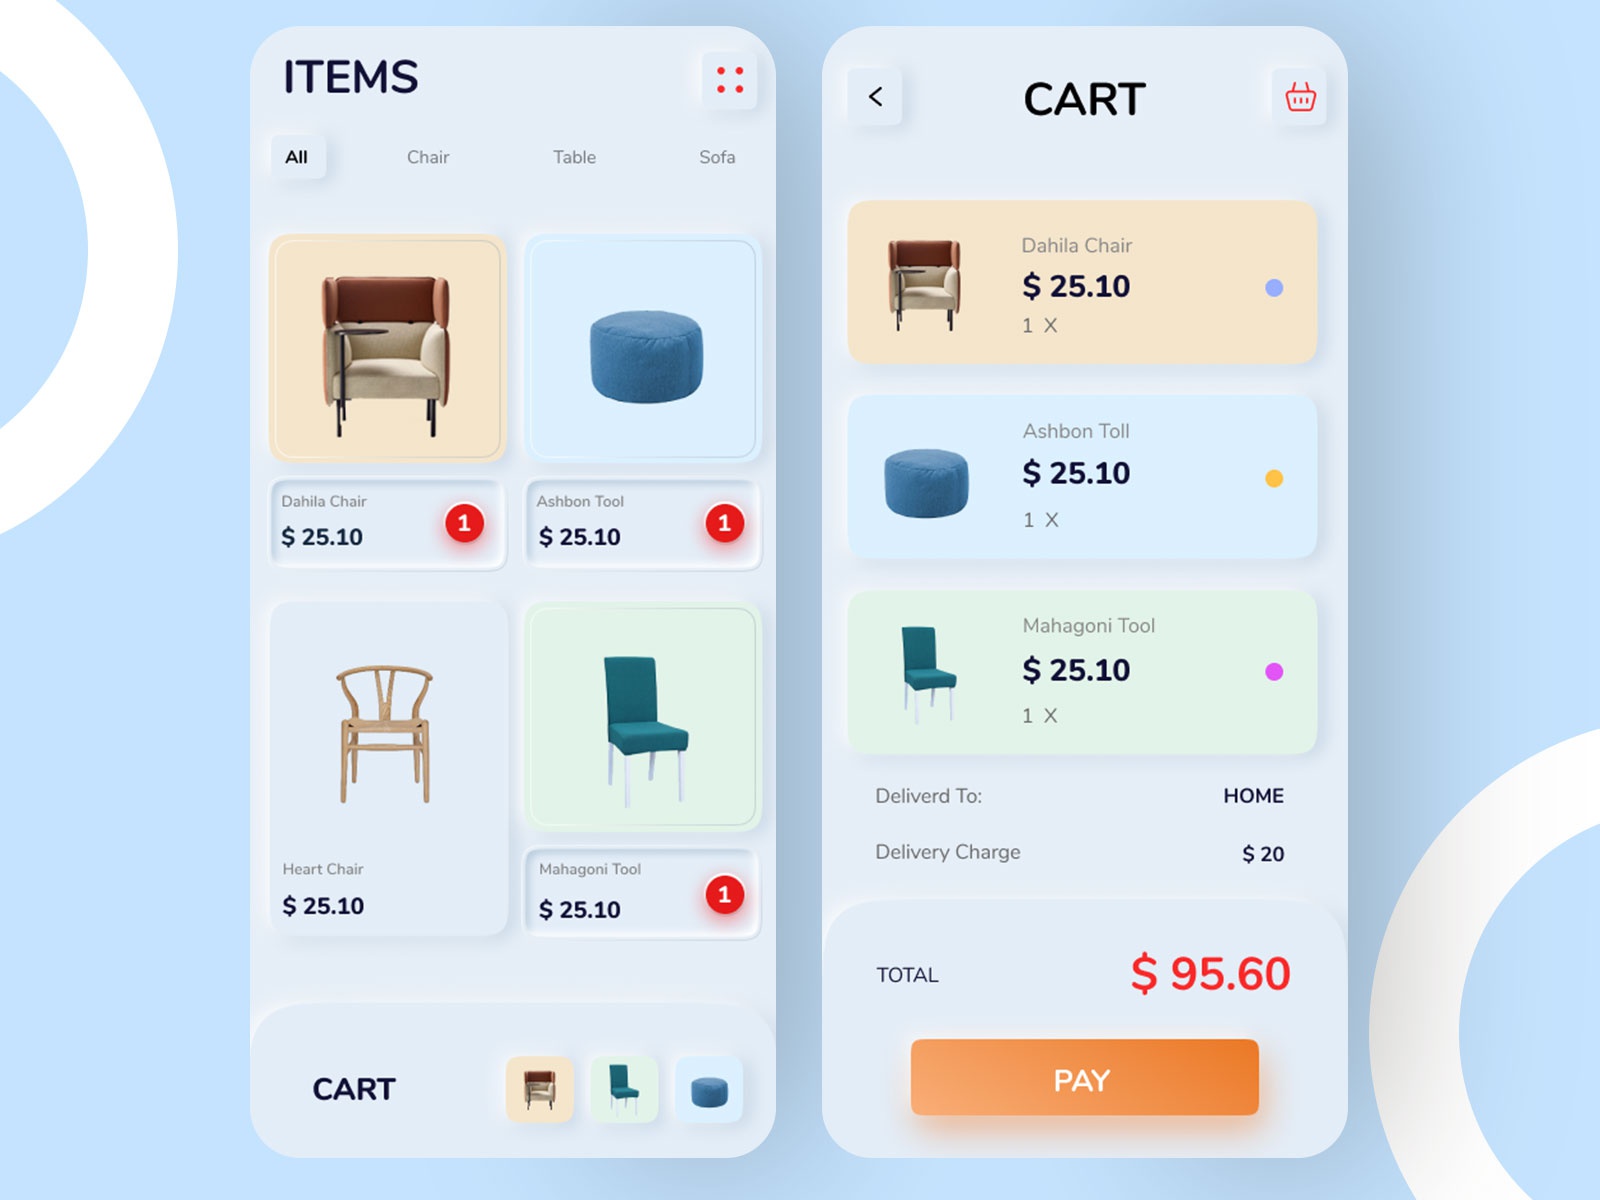 ITEMS
All Chair Table Sofa
Dahila Chair
$ 25.10
1
Ashbon Tool
$ 25.10
1
Heart Chair
$ 25.10
Mahagoni Tool
$ 25.10
1
CART
CART
Dahila Chair
$ 25.10
1 X
Ashbon Toll
$ 25.10
1 X
Mahagoni Tool
$ 25.10
1 X
Deliverd To: HOME
Delivery Charge $ 20
TOTAL $ 95.60
PAY